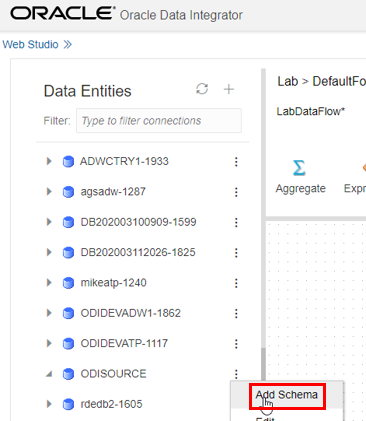 ORACLE® Oracle Data Integrator
Web Studio
Data Entities
Filter: Type to filter connections
ADWCTRY1-1933
agsadw-1287
DB202003100909-1599
DB202003112026-1825
mikeatp-1240
ODIDEVADW1-1862
ODIDEVATP-1117
ODISOURCE
rdedb2-1605
Add Schema
Edit
Lab > DefaultFo
LabDataFlow*
Aggregate
Expre